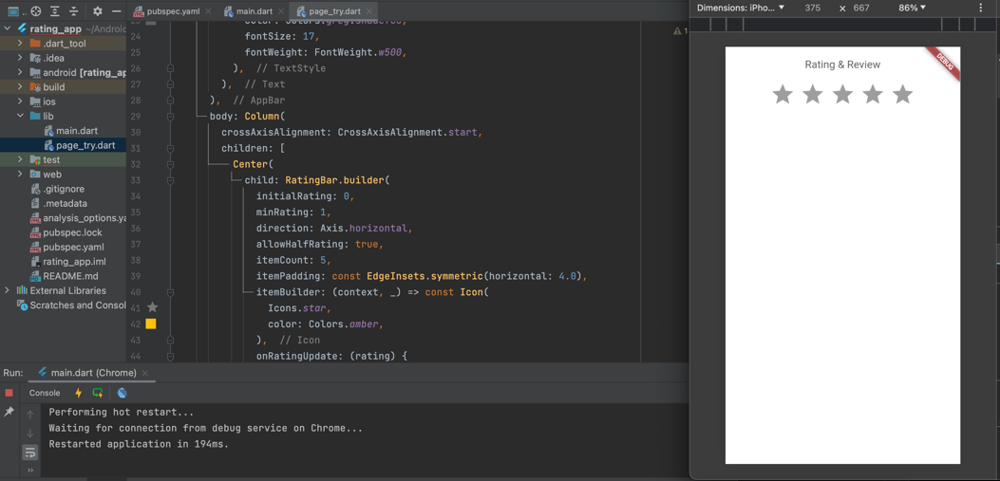 pubspec.yaml
main.dart
page_try.dart
Dimensions: iPho... ▼ 375 × 667 86% ▼
rating_app ~/Android
.dart_tool
.idea
android [rating_ap
build
ios
lib
main.dart
page_try.dart
test
web
.gitignore
.metadata
analysis_options.ya
pubspec.lock
pubspec.yaml
rating_app.iml
README.md
External Libraries
Scratches and Consol
24 fontSize: 17,
25 fontWeight: FontWeight.w500,
26 ), // TextStyle
27 ), // Text
28 ), // AppBar
29 body: Column(
30 crossAxisAlignment: CrossAxisAlignment.start,
31 children: [
32 Center(
33 child: RatingBar.builder(
34 initialRating: 0,
35 minRating: 1,
36 direction: Axis.horizontal,
37 allowHalfRating: true,
38 itemCount: 5,
39 itemPadding: const EdgeInsets.symmetric(horizontal: 4.0),
40 itemBuilder: (context, _) => const Icon(
41 Icons.star,
42 color: Colors.amber,
43 ), // Icon
44 onRatingUpdate: (rating) {
1
Rating & Review
DEBUG
Run: main.dart (Chrome)
Console
Performing hot restart...
Waiting for connection from debug service on Chrome...
Restarted application in 194ms.